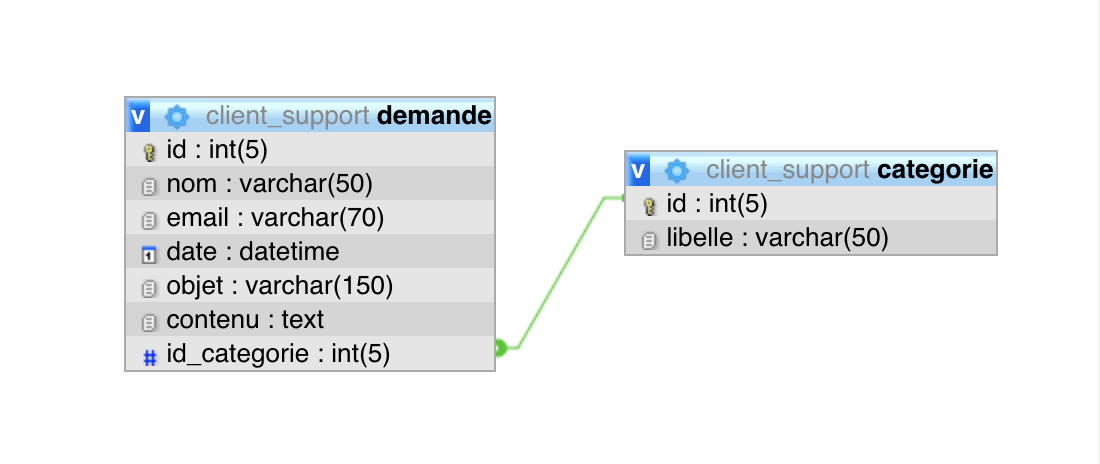 v client_support demande
id : int(5)
nom : varchar(50)
email : varchar(70)
date : datetime
objet : varchar(150)
contenu : text
# id_categorie : int(5)
v client_support categorie
id : int(5)
libelle : varchar(50)